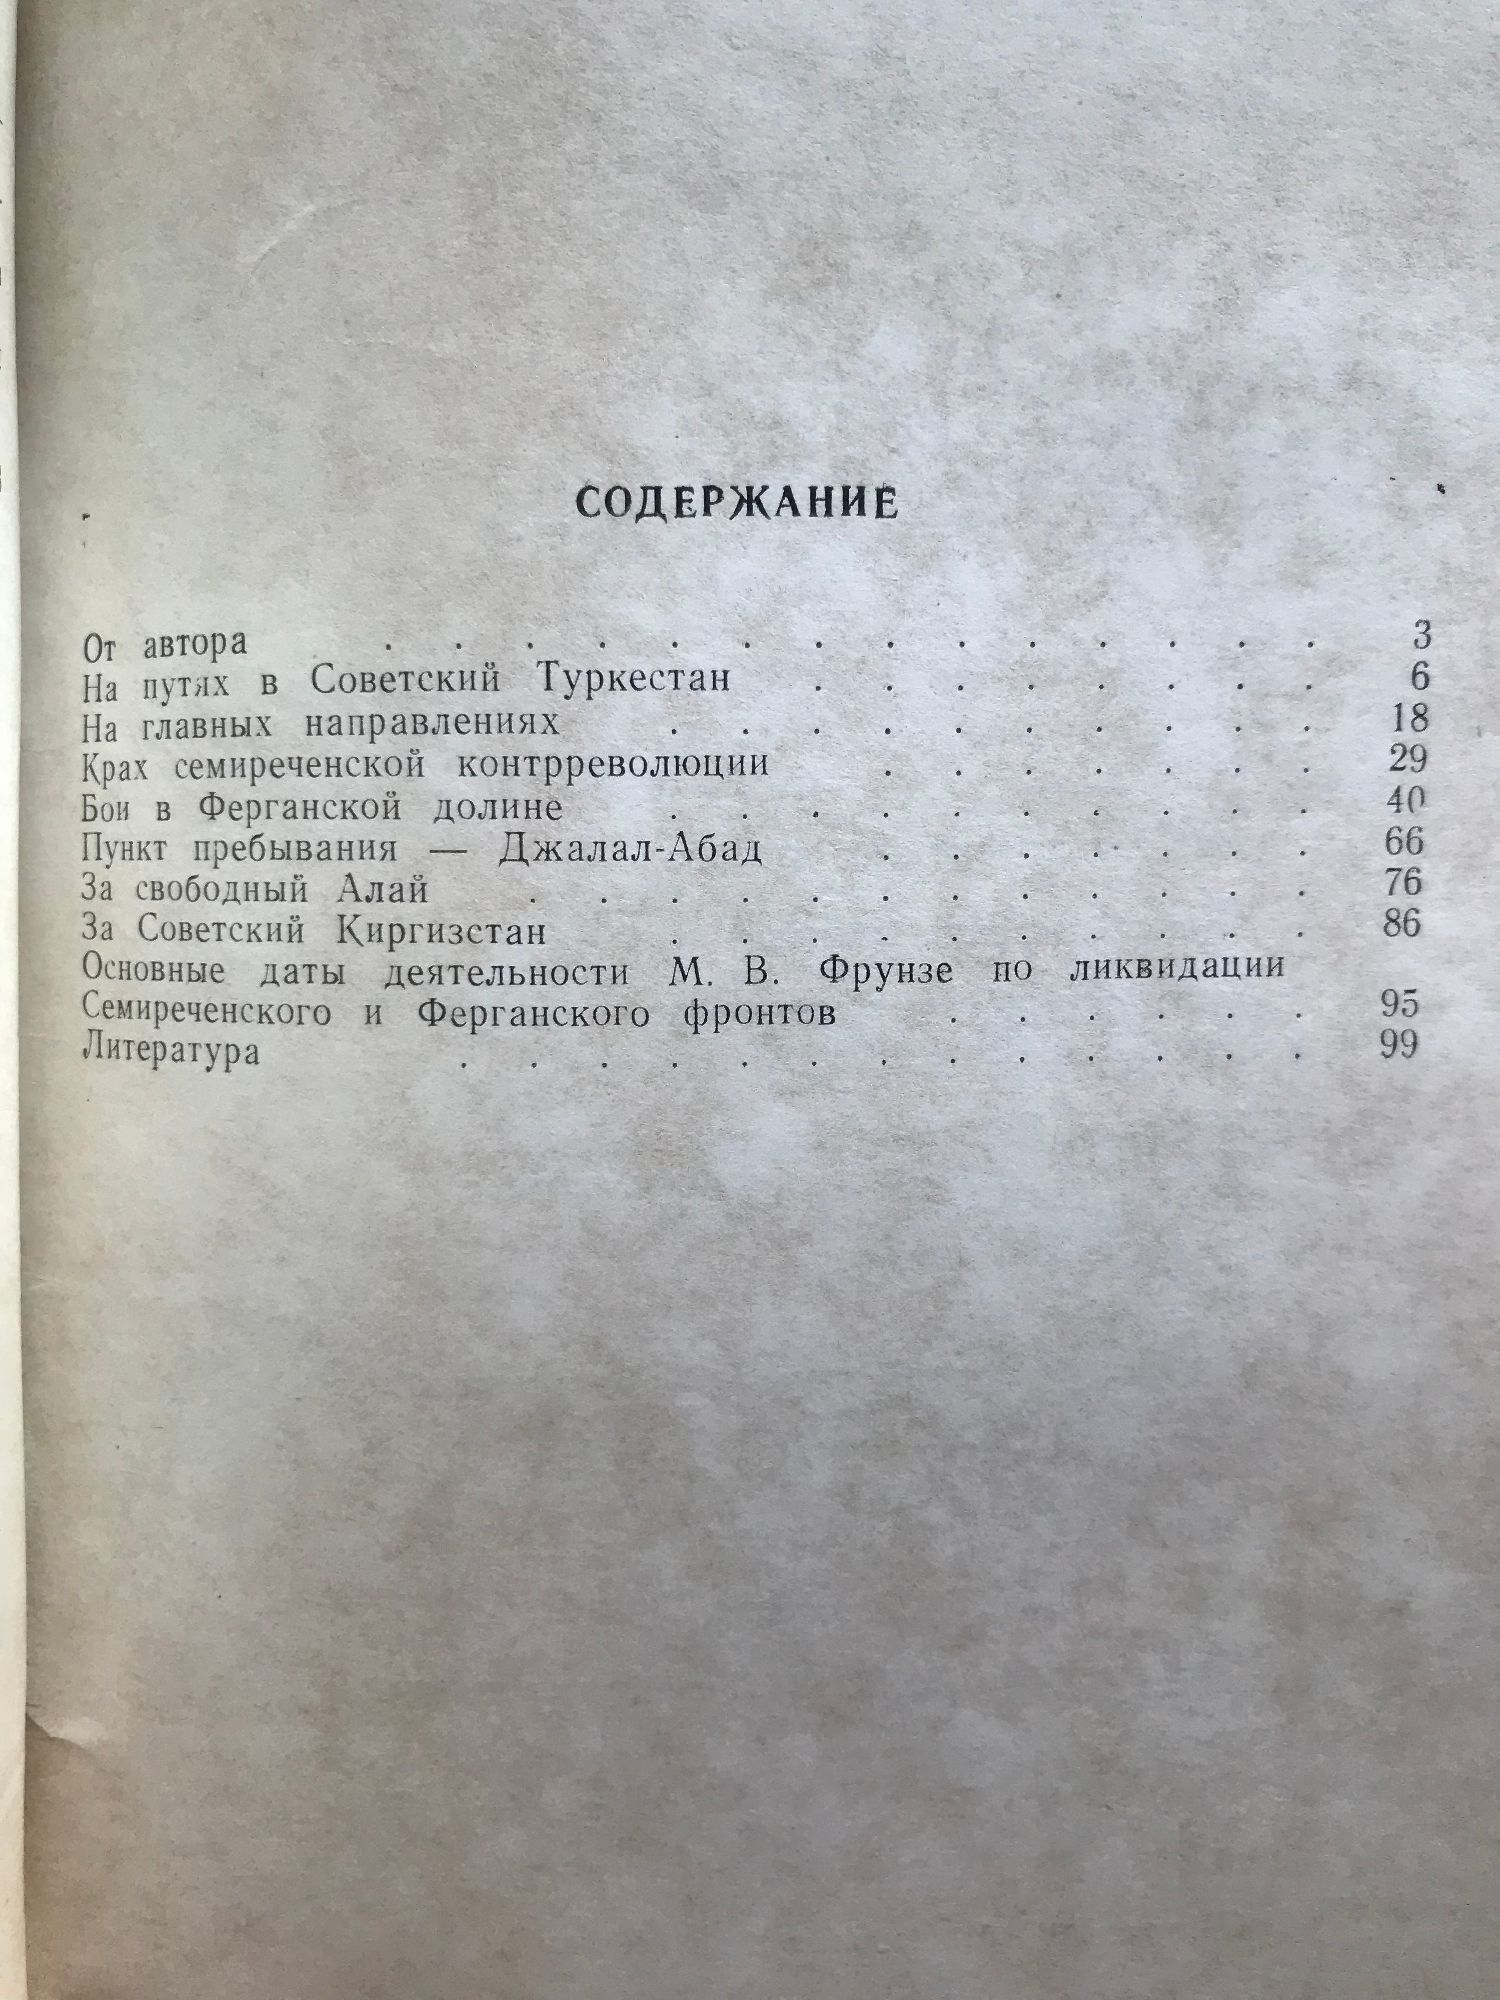 СОДЕРЖАНИЕ
От автора . . . . . . . . . . . . . . 3
На путях в Советский Туркестан . . . . . . . . 6
На главных направлениях . . . . . . . . . . 18
Крах семиреченской контрреволюции . . . . . . . 29
Бои в Ферганской долине . . . . . . . . . . 40
Пункт пребывания — Джалал-Абад . . . . . . . 66
За свободный Алай . . . . . . . . . . . . 76
За Советский Киргизстан . . . . . . . . . . 86
Основные даты деятельности М. В. Фрунзе по ликвидации
Семиреченского и Ферганского фронтов . . . . . . 95
Литература . . . . . . . . . . . . . 99